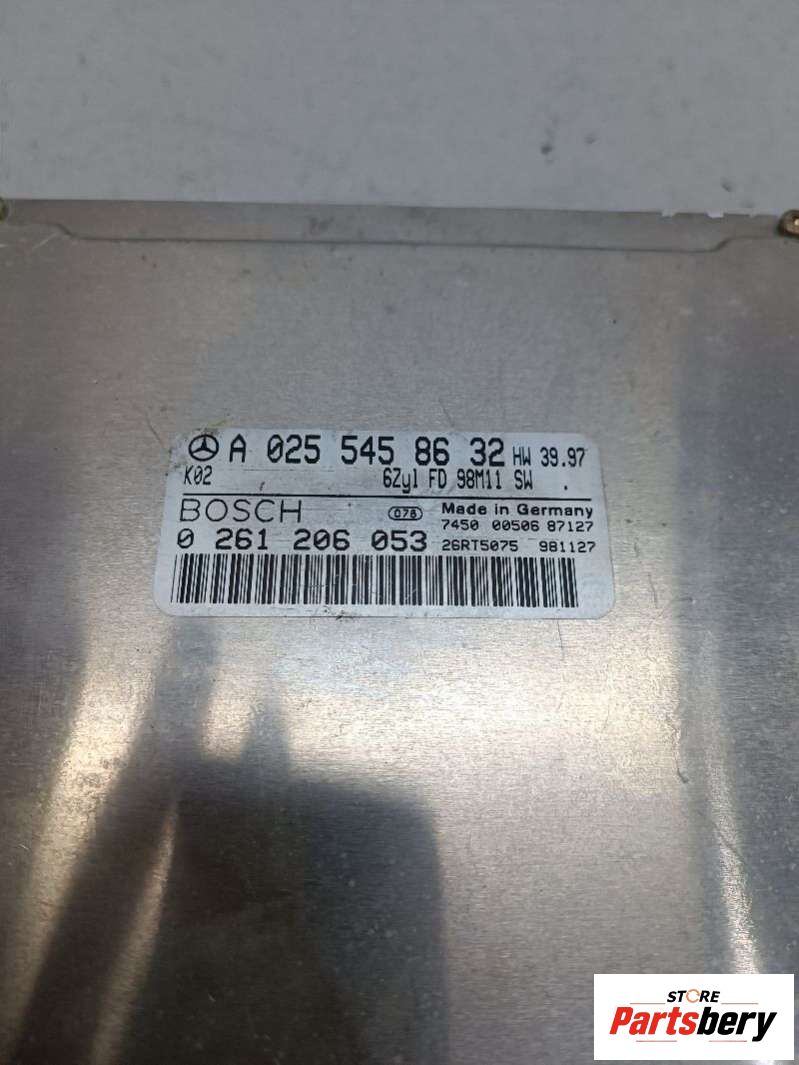 A 025 545 86 32 HW 39.97
K02 6Zyl FD 98M11 SW .
BOSCH 078 Made in Germany
7450 00506 87127
0 261 206 053 26RT5075 981127
STORE
Partsbery